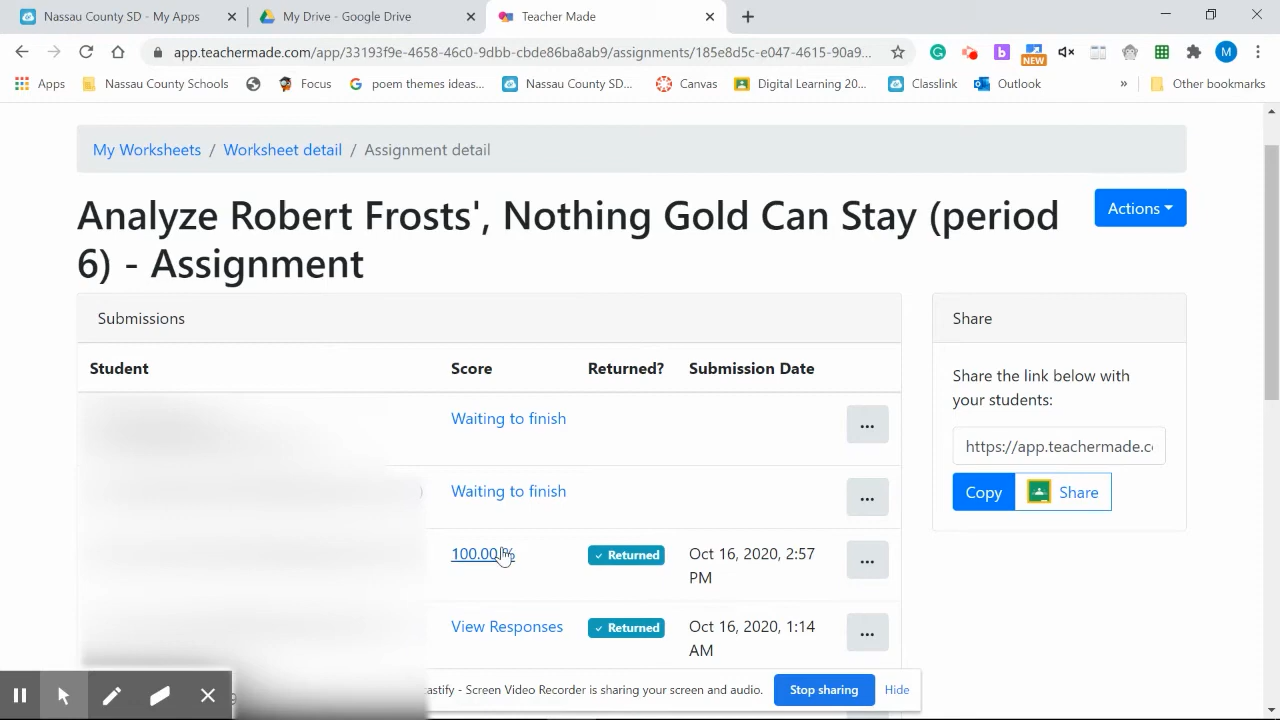 Nassau County SD - My Apps
My Drive - Google Drive
Teacher Made
app.teachermade.com/app/33193f9e-4658-46c0-9dbb-cbde86ba8ab9/assignments/185e8d5c-e047-4615-90a9...
NEW
M
Apps
Nassau County Schools
Focus
poem themes ideas...
Nassau County SD...
Canvas
Digital Learning 20...
Classlink
Outlook
»
Other bookmarks
My Worksheets / Worksheet detail / Assignment detail
Analyze Robert Frosts', Nothing Gold Can Stay (period
6) - Assignment
Actions
Submissions
Student Score Returned? Submission Date
Waiting to finish ...
Waiting to finish ...
100.00 % Returned Oct 16, 2020, 2:57
PM
...
View Responses Returned Oct 16, 2020, 1:14
AM
...
Share
Share the link below with
your students:
https://app.teachermade.c
Copy Share
castify - Screen Video Recorder is sharing your screen and audio.
Stop sharing
Hide